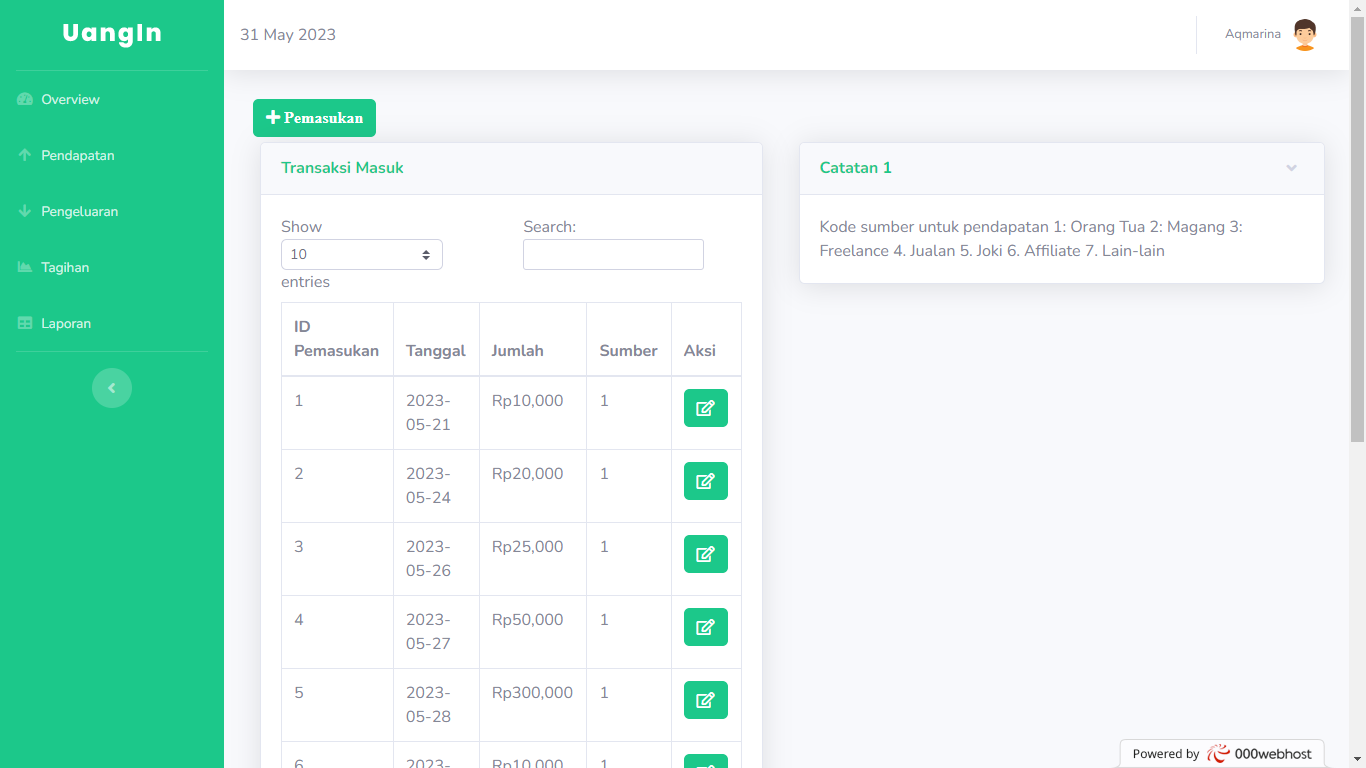 UangIn
Overview
Pendapatan
Pengeluaran
Tagihan
Laporan
31 May 2023
Aqmarina
Pemasukan
Transaksi Masuk
Show
10
entries
Search:
ID Pemasukan Tanggal Jumlah Sumber Aksi
1 2023-05-21 Rp10,000 1
2 2023-05-24 Rp20,000 1
3 2023-05-26 Rp25,000 1
4 2023-05-27 Rp50,000 1
5 2023-05-28 Rp300,000 1
6 2023- Rp10,000 1
Catatan 1
Kode sumber untuk pendapatan 1: Orang Tua 2: Magang 3:
Freelance 4. Jualan 5. Joki 6. Affiliate 7. Lain-lain
Powered by 000webhost